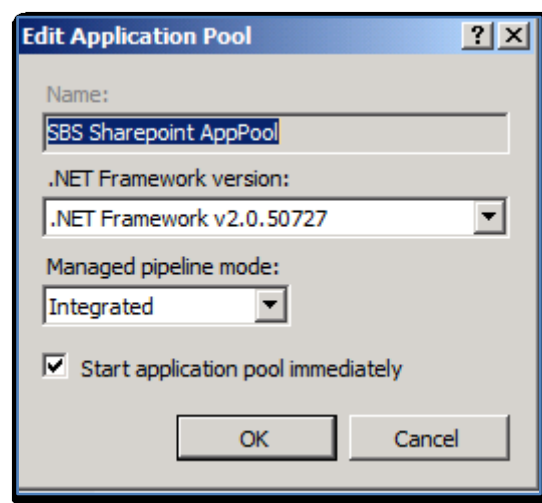 Edit Application Pool
Name:
SBS Sharepoint AppPool
.NET Framework version:
.NET Framework v2.0.50727
Managed pipeline mode:
Integrated
Start application pool immediately
OK Cancel